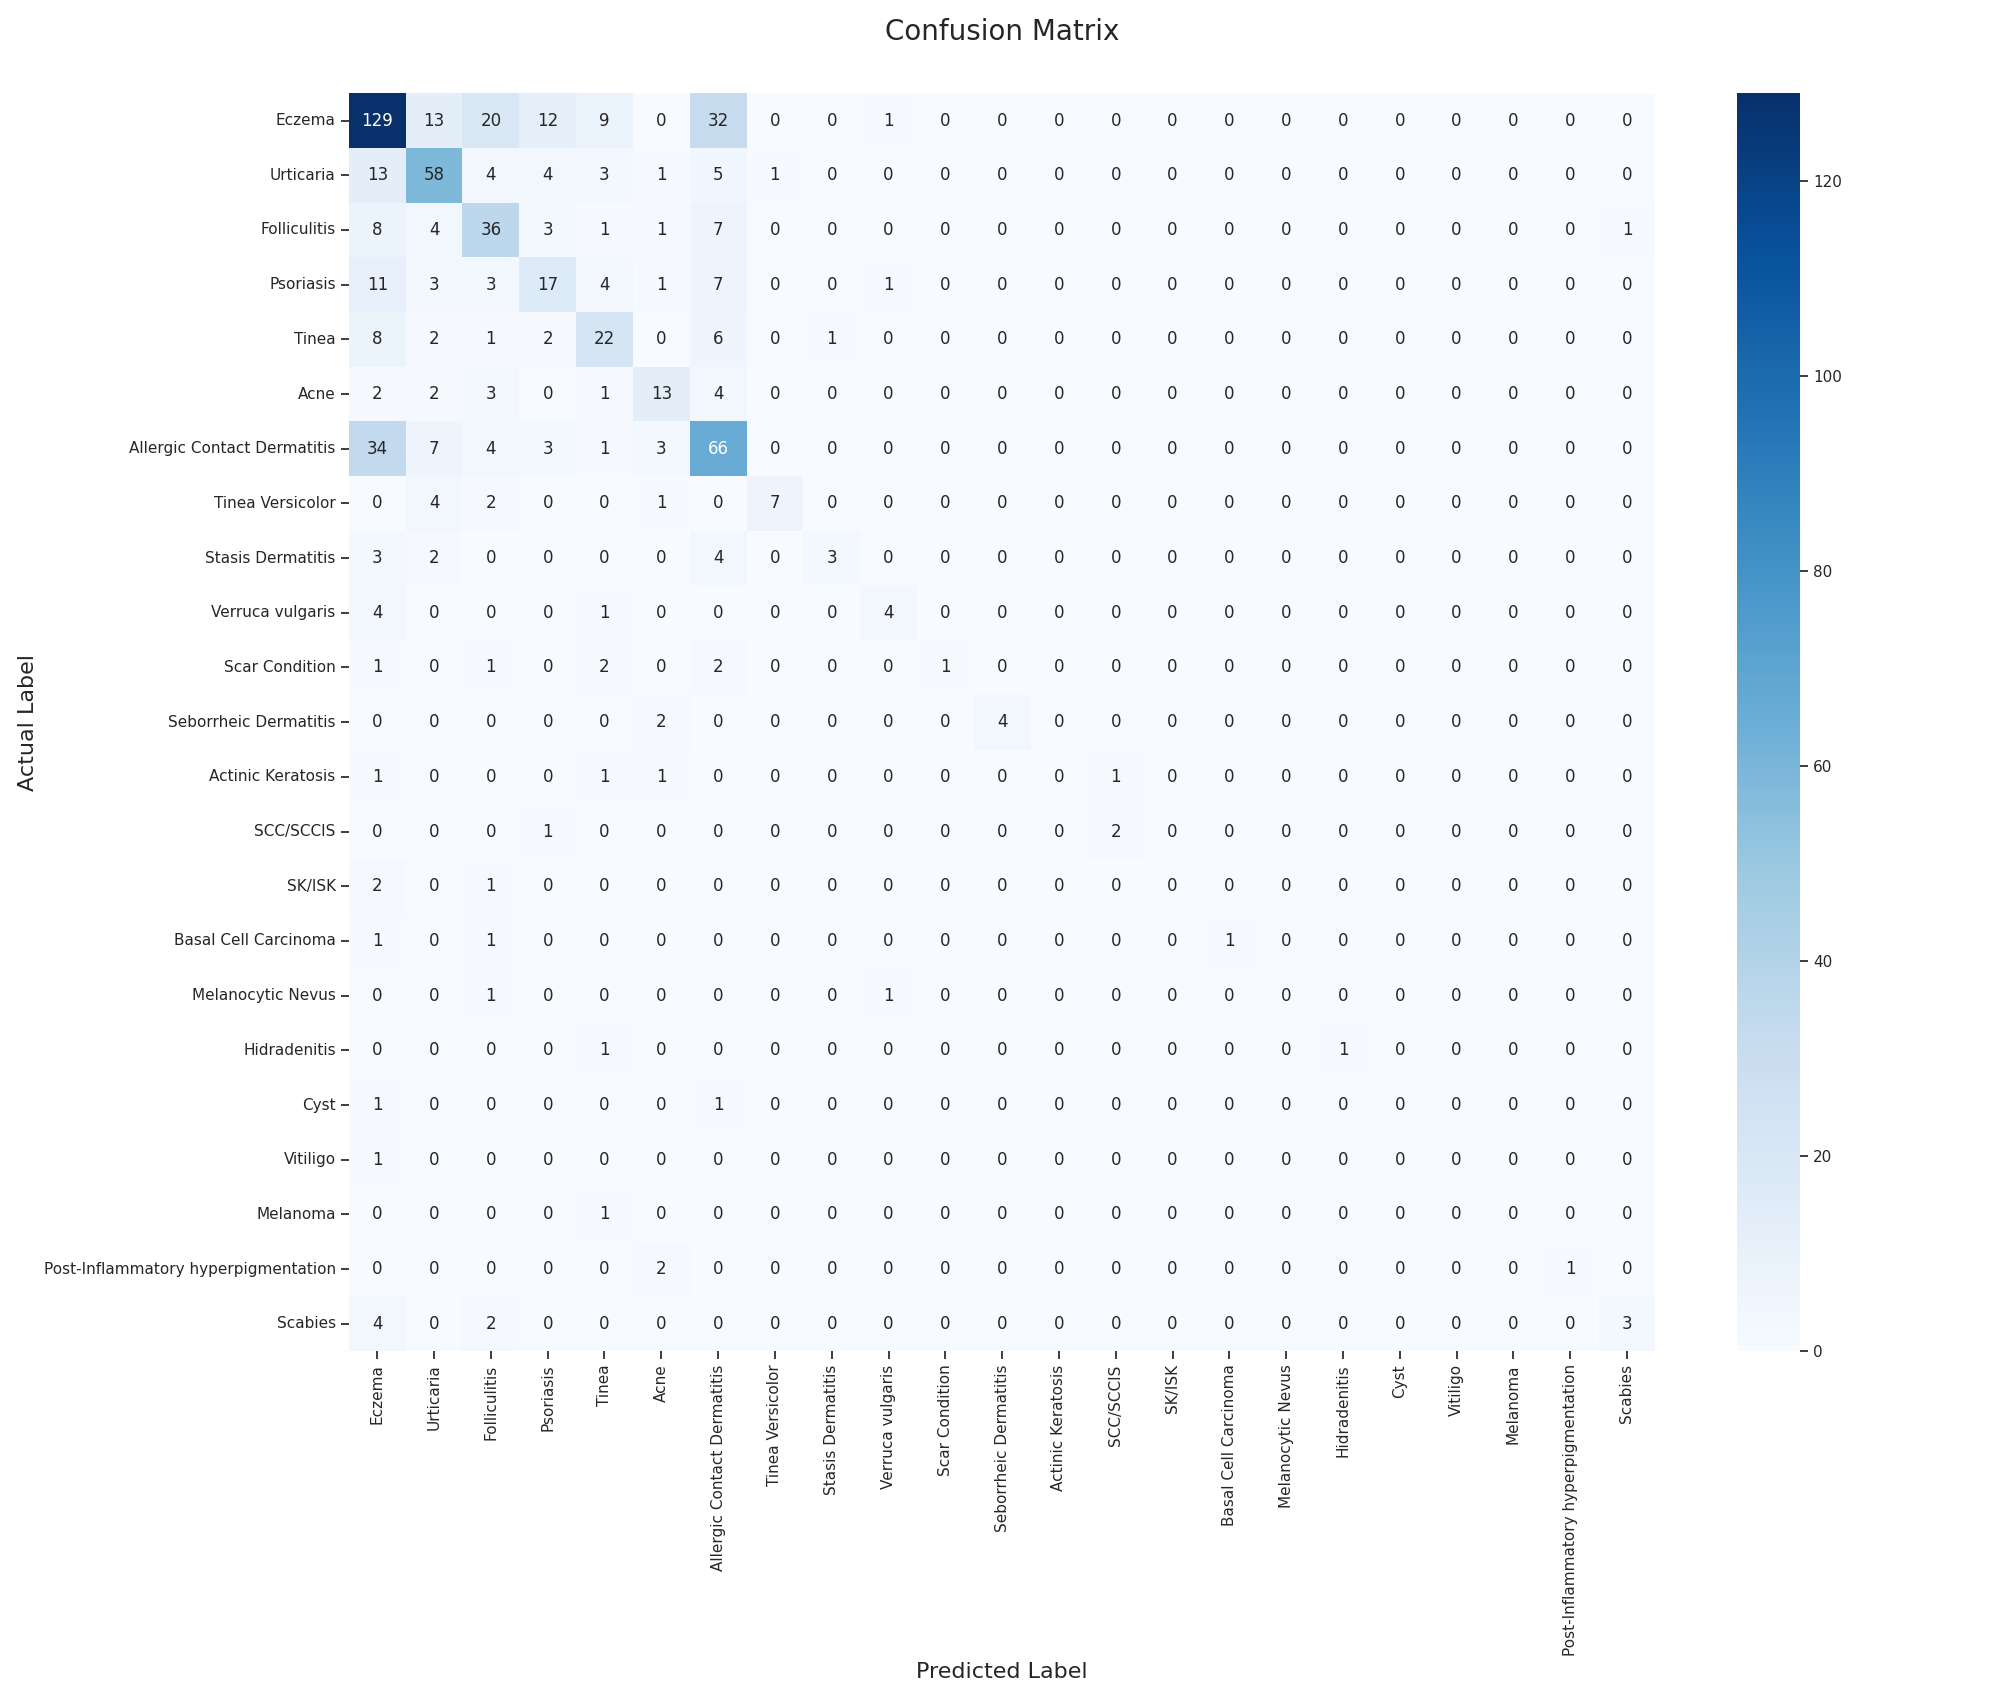 Confusion Matrix
Eczema 129 13 20 12 9 0 32 0 0 1 0 0 0 0 0 0 0 0 0 0 0 0 0
Urticaria 13 58 4 4 3 1 5 1 0 0 0 0 0 0 0 0 0 0 0 0 0 0 0
Folliculitis 8 4 36 3 1 1 7 0 0 0 0 0 0 0 0 0 0 0 0 0 0 0 1
Psoriasis 11 3 3 17 4 1 7 0 0 1 0 0 0 0 0 0 0 0 0 0 0 0 0
Tinea 8 2 1 2 22 0 6 0 1 0 0 0 0 0 0 0 0 0 0 0 0 0 0
Acne 2 2 3 0 1 13 4 0 0 0 0 0 0 0 0 0 0 0 0 0 0 0 0
Allergic Contact Dermatitis 34 7 4 3 1 3 66 0 0 0 0 0 0 0 0 0 0 0 0 0 0 0 0
Tinea Versicolor 0 4 2 0 0 1 0 7 0 0 0 0 0 0 0 0 0 0 0 0 0 0 0
Stasis Dermatitis 3 2 0 0 0 0 4 0 3 0 0 0 0 0 0 0 0 0 0 0 0 0 0
Verruca vulgaris 4 0 0 0 1 0 0 0 0 4 0 0 0 0 0 0 0 0 0 0 0 0 0
Scar Condition 1 0 1 0 2 0 2 0 0 0 1 0 0 0 0 0 0 0 0 0 0 0 0
Seborrheic Dermatitis 0 0 0 0 0 2 0 0 0 0 0 4 0 0 0 0 0 0 0 0 0 0 0
Actinic Keratosis 1 0 0 0 1 1 0 0 0 0 0 0 0 1 0 0 0 0 0 0 0 0 0
SCC/SCCIS 0 0 0 1 0 0 0 0 0 0 0 0 0 2 0 0 0 0 0 0 0 0 0
SK/ISK 2 0 1 0 0 0 0 0 0 0 0 0 0 0 0 0 0 0 0 0 0 0 0
Basal Cell Carcinoma 1 0 1 0 0 0 0 0 0 0 0 0 0 0 0 1 0 0 0 0 0 0 0
Melanocytic Nevus 0 0 1 0 0 0 0 0 0 1 0 0 0 0 0 0 0 0 0 0 0 0 0
Hidradenitis 0 0 0 0 1 0 0 0 0 0 0 0 0 0 0 0 0 1 0 0 0 0 0
Cyst 1 0 0 0 0 0 1 0 0 0 0 0 0 0 0 0 0 0 0 0 0 0 0
Vitiligo 1 0 0 0 0 0 0 0 0 0 0 0 0 0 0 0 0 0 0 0 0 0 0
Melanoma 0 0 0 0 1 0 0 0 0 0 0 0 0 0 0 0 0 0 0 0 0 0 0
Post-Inflammatory hyperpigmentation 0 0 0 0 0 2 0 0 0 0 0 0 0 0 0 0 0 0 0 0 0 1 0
Scabies 4 0 2 0 0 0 0 0 0 0 0 0 0 0 0 0 0 0 0 0 0 0 3
Actual Label
Eczema
Urticaria
Folliculitis
Psoriasis
Tinea
Acne
Allergic Contact Dermatitis
Tinea Versicolor
Stasis Dermatitis
Verruca vulgaris
Scar Condition
Seborrheic Dermatitis
Actinic Keratosis
SCC/SCCIS
SK/ISK
Basal Cell Carcinoma
Melanocytic Nevus
Hidradenitis
Cyst
Vitiligo
Melanoma
Post-Inflammatory hyperpigmentation
Scabies
Predicted Label
120
100
80
60
40
20
0